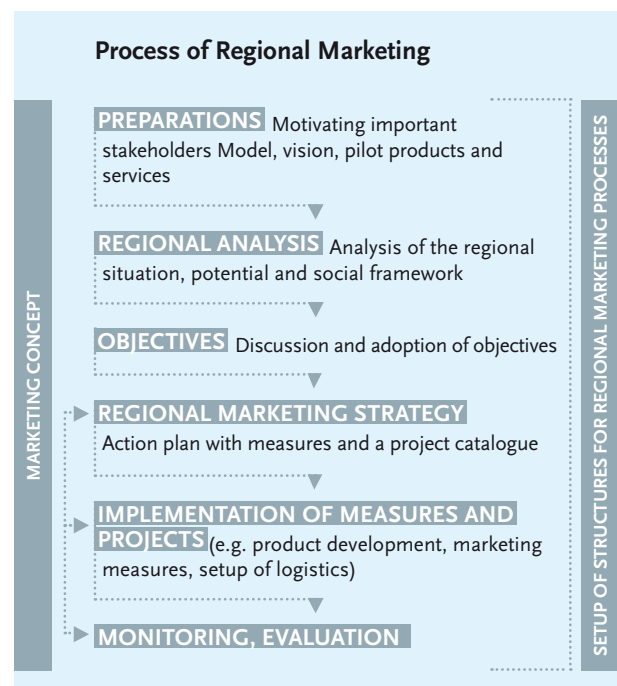 Process of Regional Marketing
PREPARATIONS Motivating important
stakeholders Model, vision, pilot products and
services
REGIONAL ANALYSIS Analysis of the regional
situation, potential and social framework
OBJECTIVES Discussion and adoption of objectives
REGIONAL MARKETING STRATEGY
Action plan with measures and a project catalogue
IMPLEMENTATION OF MEASURES AND
PROJECTS (e.g. product development, marketing
measures, setup of logistics)
MONITORING, EVALUATION
MARKETING CONCEPT
SETUP OF STRUCTURES FOR REGIONAL MARKETING PROCESSES